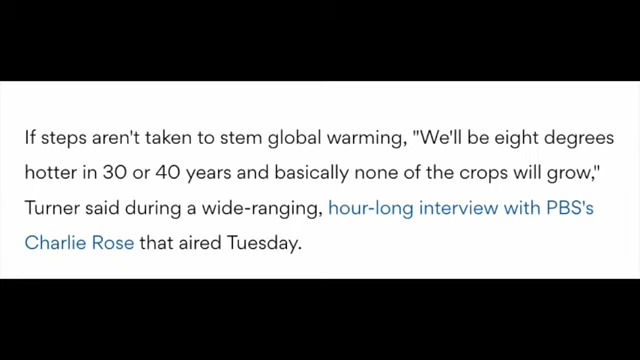 If steps aren't taken to stem global warming, "We'll be eight degrees
hotter in 30 or 40 years and basically none of the crops will grow,"
Turner said during a wide-ranging, hour-long interview with PBS's
Charlie Rose that aired Tuesday.